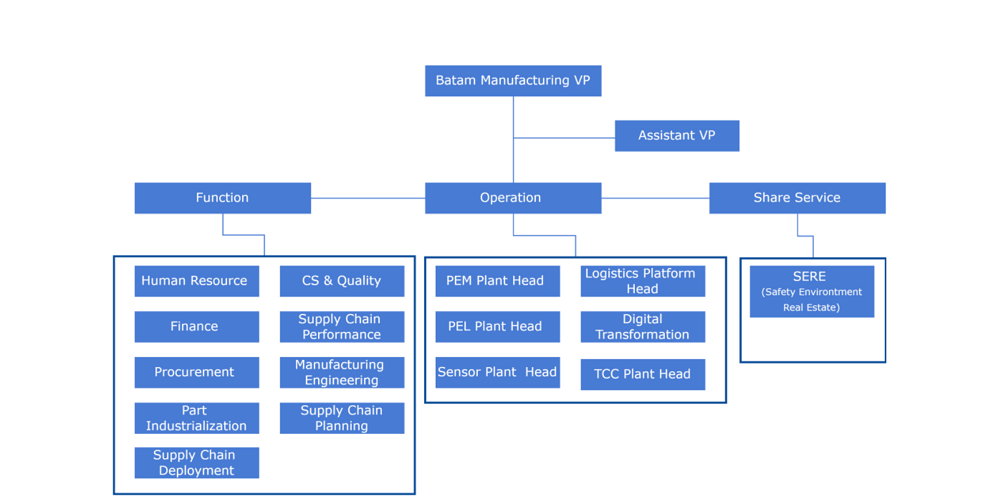 Batam Manufacturing VP
Assistant VP
Function
Operation
Share Service
Human Resource
CS & Quality
Finance
Supply Chain
Performance
Procurement
Manufacturing
Engineering
Part
Industrialization
Supply Chain
Planning
Supply Chain
Deployment
PEM Plant Head
Logistics Platform
Head
PEL Plant Head
Digital
Transformation
Sensor Plant  Head
TCC Plant Head
SERE
(Safety Environtment
Real Estate)